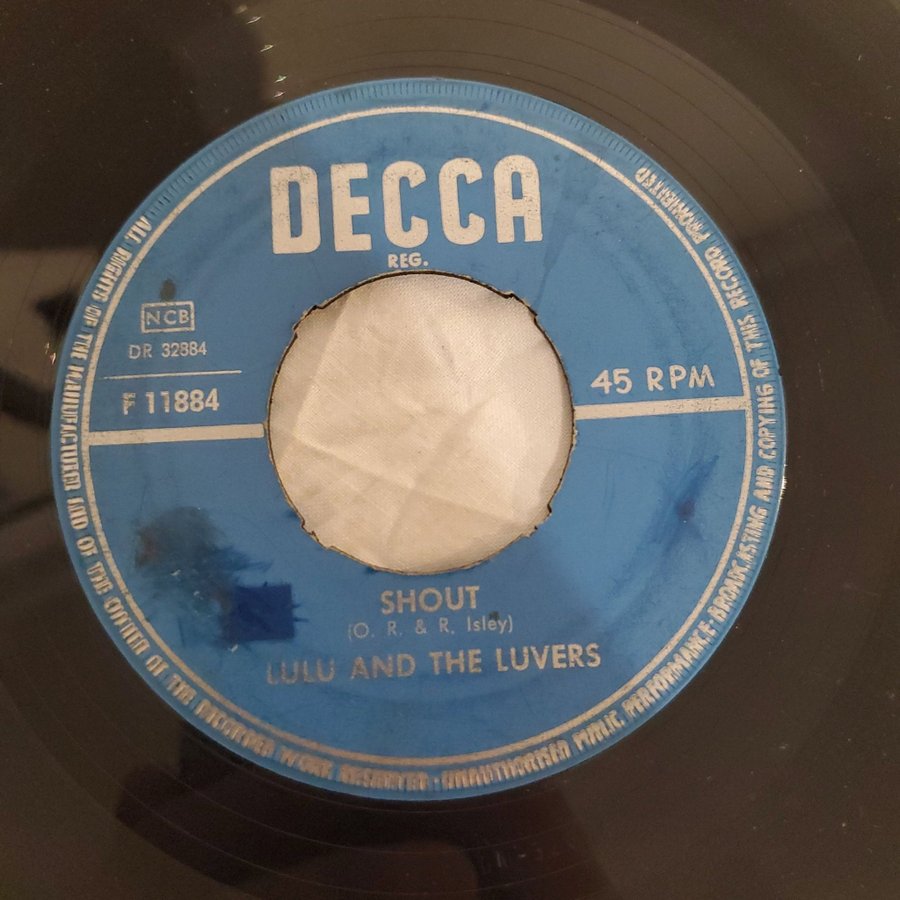 DECCA
REG.
NCB
DR 32884
F 11884
45 RPM
SHOUT
(O. R. & R. Isley)
LULU AND THE LUVERS
ALL RIGHTS OF THE MANUFACTURER AND OF THE OWNER OF THE RECORDED WORK RESERVED · UNAUTHORISED PUBLIC PERFORMANCE · BROADCASTING AND COPYING OF THIS RECORD PROHIBITED